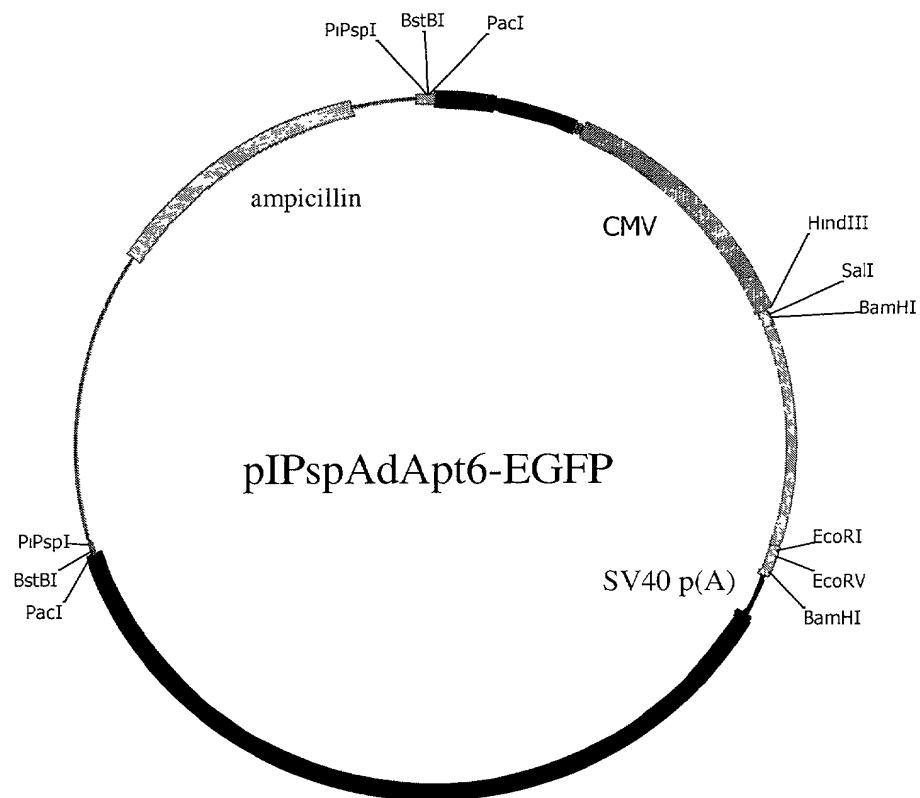 PIPspI BstBI PacI
ampicillin
CMV
HindIII
SalI
BamHI
pIPspAdApt6-EGFP
PIPspI
BstBI
PacI
SV40 p(A)
EcoRI
EcoRV
BamHI